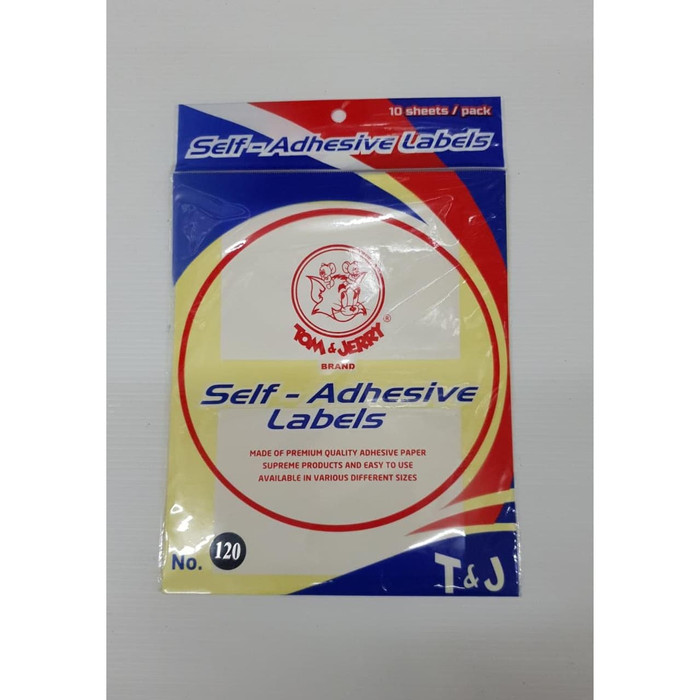 10 sheets / pack
Self - Adhesive Labels
TOM & JERRY ®
BRAND
Self - Adhesive
Labels
MADE OF PREMIUM QUALITY ADHESIVE PAPER
SUPREME PRODUCTS AND EASY TO USE
AVAILABLE IN VARIOUS DIFFERENT SIZES
No. 120
T & J